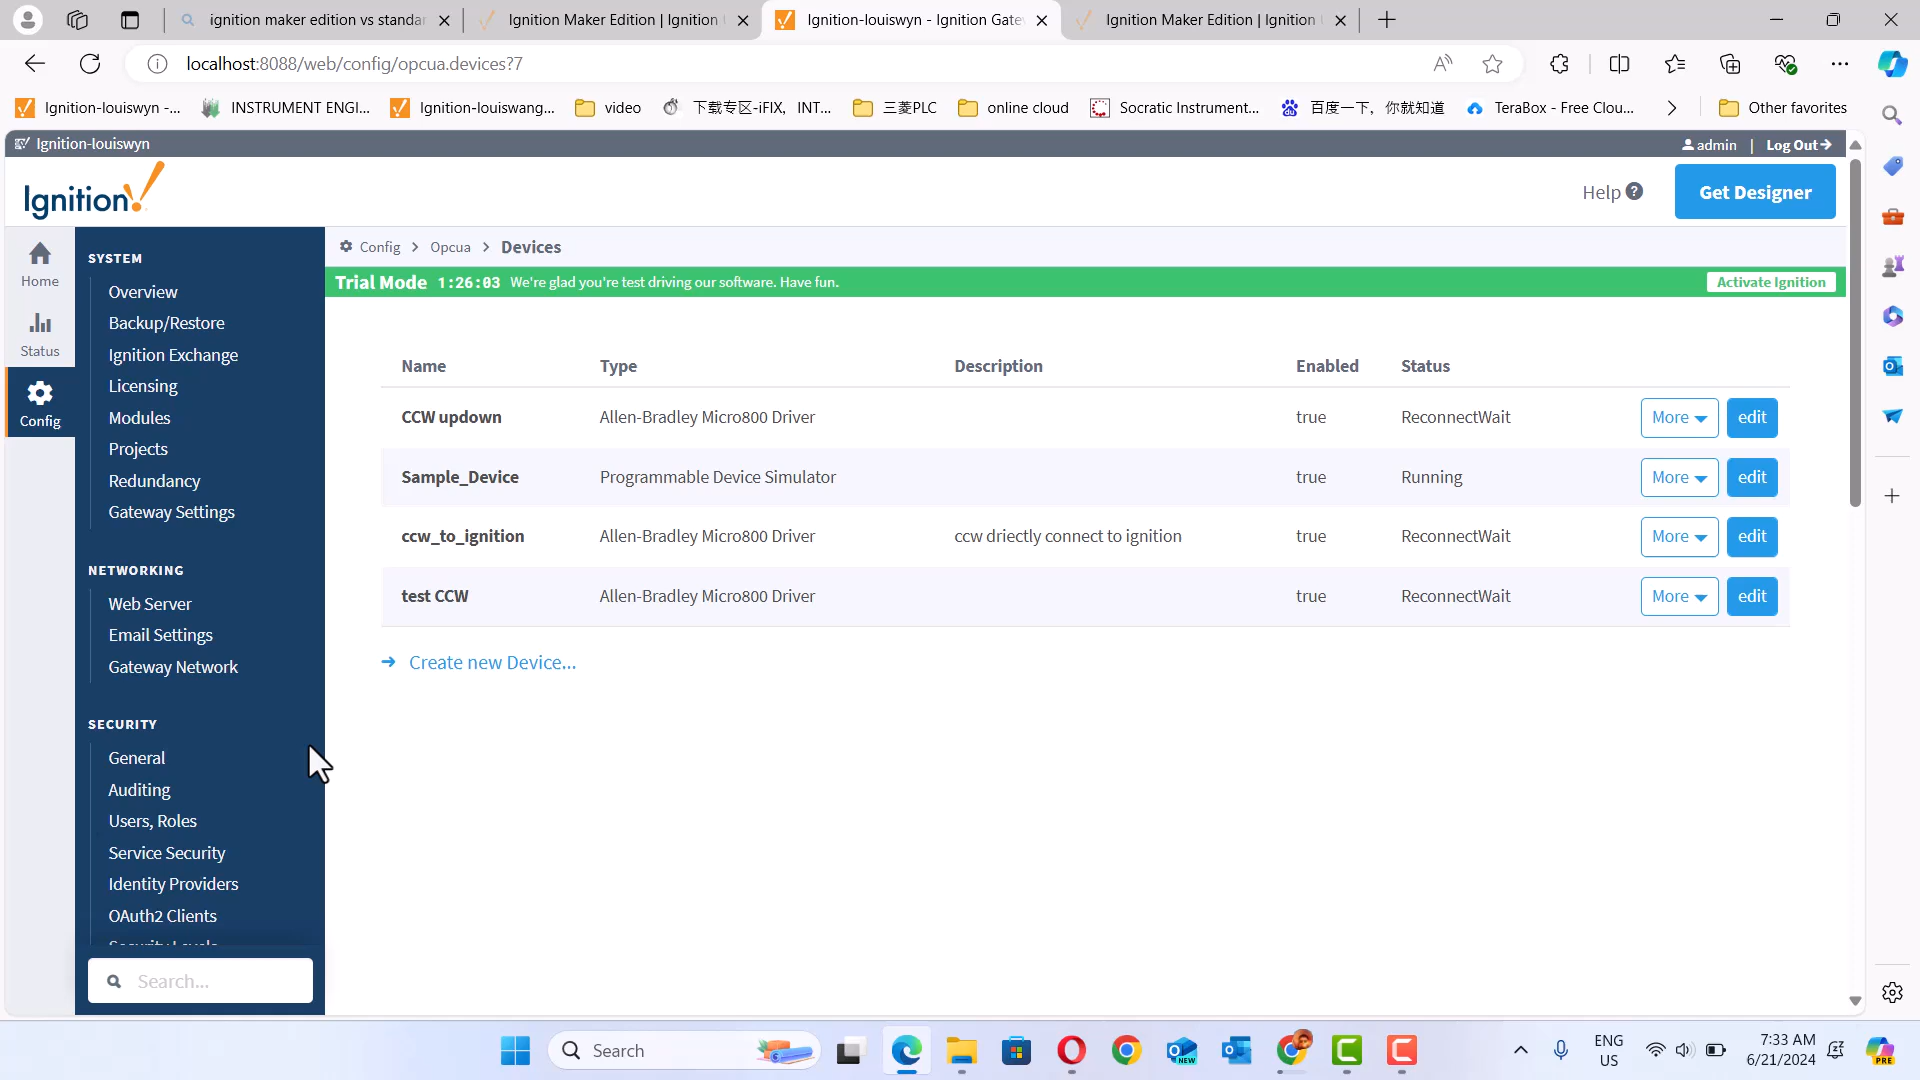 ignition maker edition vs standar
Ignition Maker Edition | Ignition
Ignition-louiswyn - Ignition Gate
Ignition Maker Edition | Ignition
localhost:8088/web/config/opcua.devices?7
Ignition-louiswyn -...
INSTRUMENT ENGI...
Ignition-louiswang...
video
下载专区-iFIX, INT...
三菱PLC
online cloud
Socratic Instrument...
百度一下，你就知道
TeraBox - Free Clou...
Other favorites
Ignition-louiswyn
admin | Log Out
Ignition!
Help ?
Get Designer
Home
Status
Config
SYSTEM
Overview
Backup/Restore
Ignition Exchange
Licensing
Modules
Projects
Redundancy
Gateway Settings
NETWORKING
Web Server
Email Settings
Gateway Network
SECURITY
General
Auditing
Users, Roles
Service Security
Identity Providers
OAuth2 Clients
Security Levels
Search...
Config > Opcua > Devices
Trial Mode 1:26:03 We're glad you're test driving our software. Have fun.
Activate Ignition
Name Type Description Enabled Status
CCW updown Allen-Bradley Micro800 Driver true ReconnectWait More edit
Sample_Device Programmable Device Simulator true Running More edit
ccw_to_ignition Allen-Bradley Micro800 Driver ccw driectly connect to ignition true ReconnectWait More edit
test CCW Allen-Bradley Micro800 Driver true ReconnectWait More edit
Create new Device...
Search
NEW
ENG
US
7:33 AM
6/21/2024
PRE